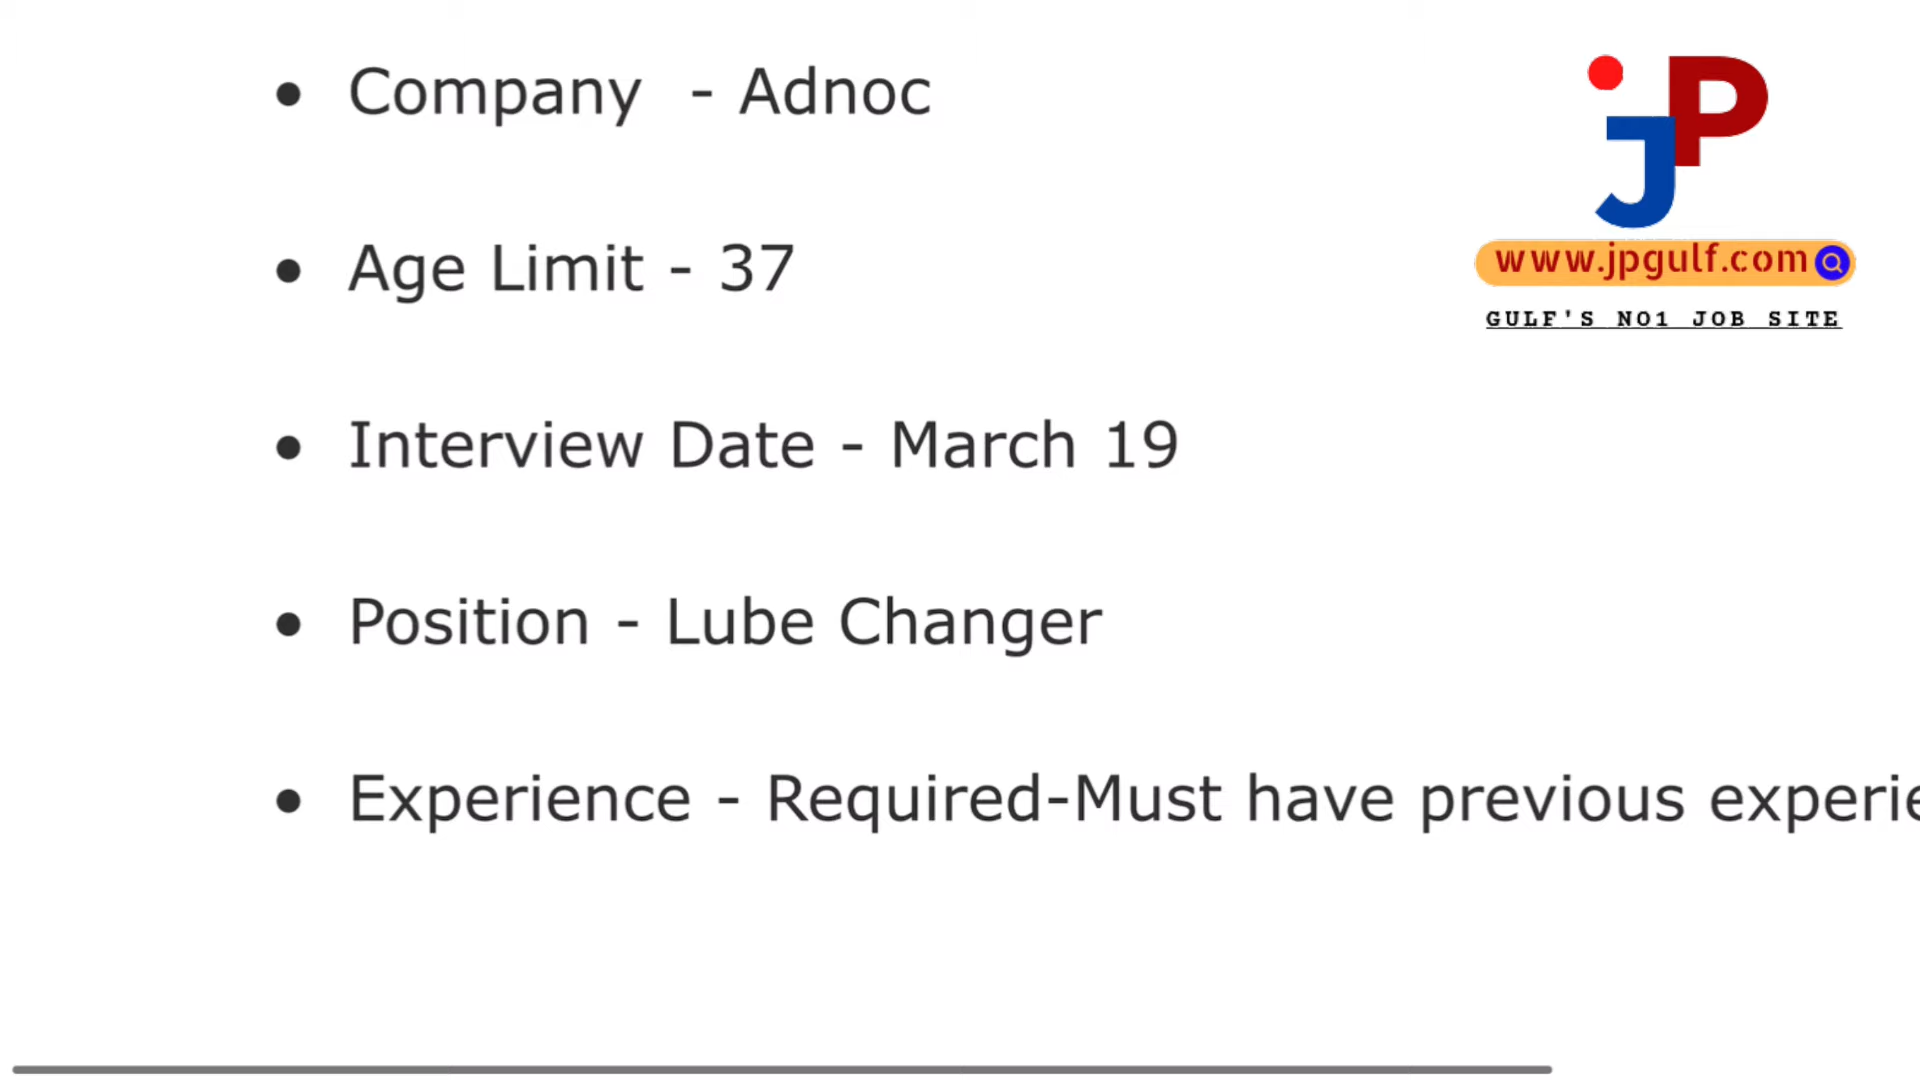 Company - Adnoc
Age Limit - 37
Interview Date - March 19
Position - Lube Changer
Experience - Required-Must have previous
JP
www.jpgulf.com
GULF'S NO1 JOB SITE